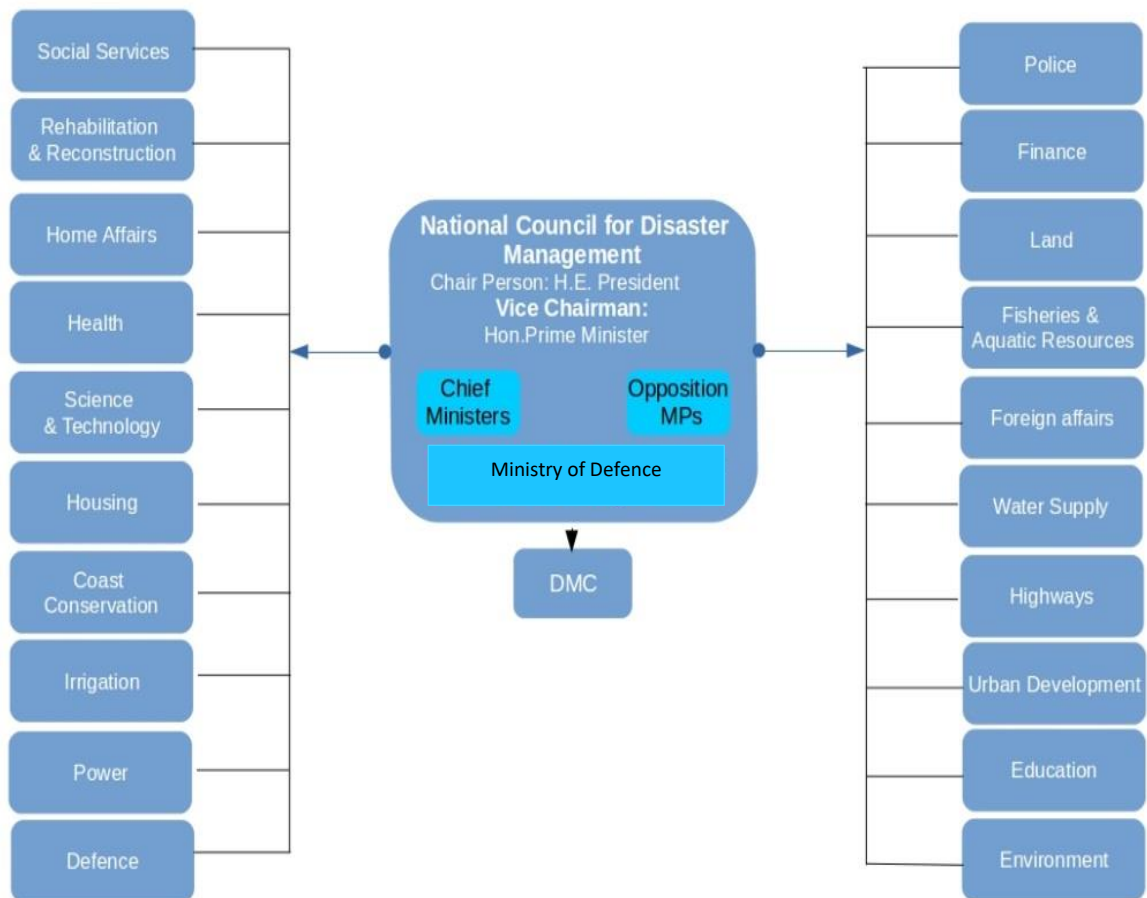 Social Services
Rehabilitation
& Reconstruction
Home Affairs
Health
Science
& Technology
Housing
Coast
Conservation
Irrigation
Power
Defence
National Council for Disaster
Management
Chair Person: H.E. President
Vice Chairman:
Hon.Prime Minister
Chief
Ministers
Opposition
MPs
Ministry of Defence
DMC
Police
Finance
Land
Fisheries &
Aquatic Resources
Foreign affairs
Water Supply
Highways
Urban Development
Education
Environment